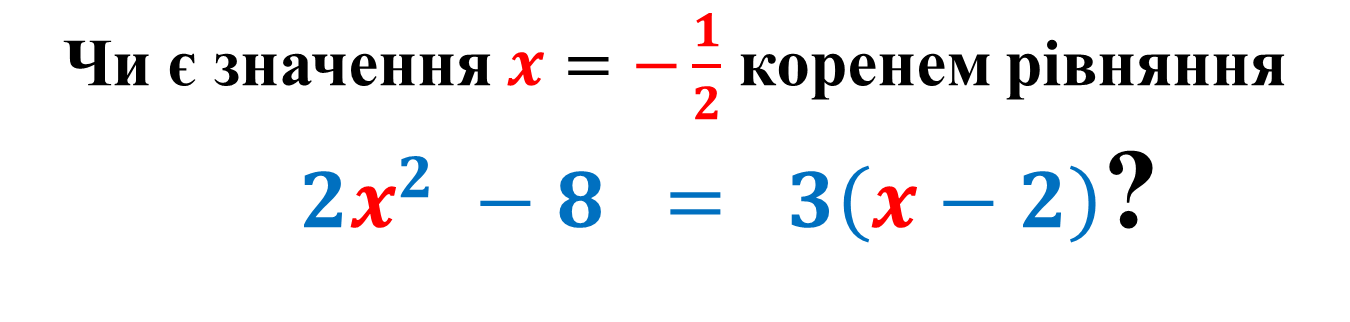 Чи є значення x = −1/2 коренем рівняння
2x² − 8 = 3(x − 2)?